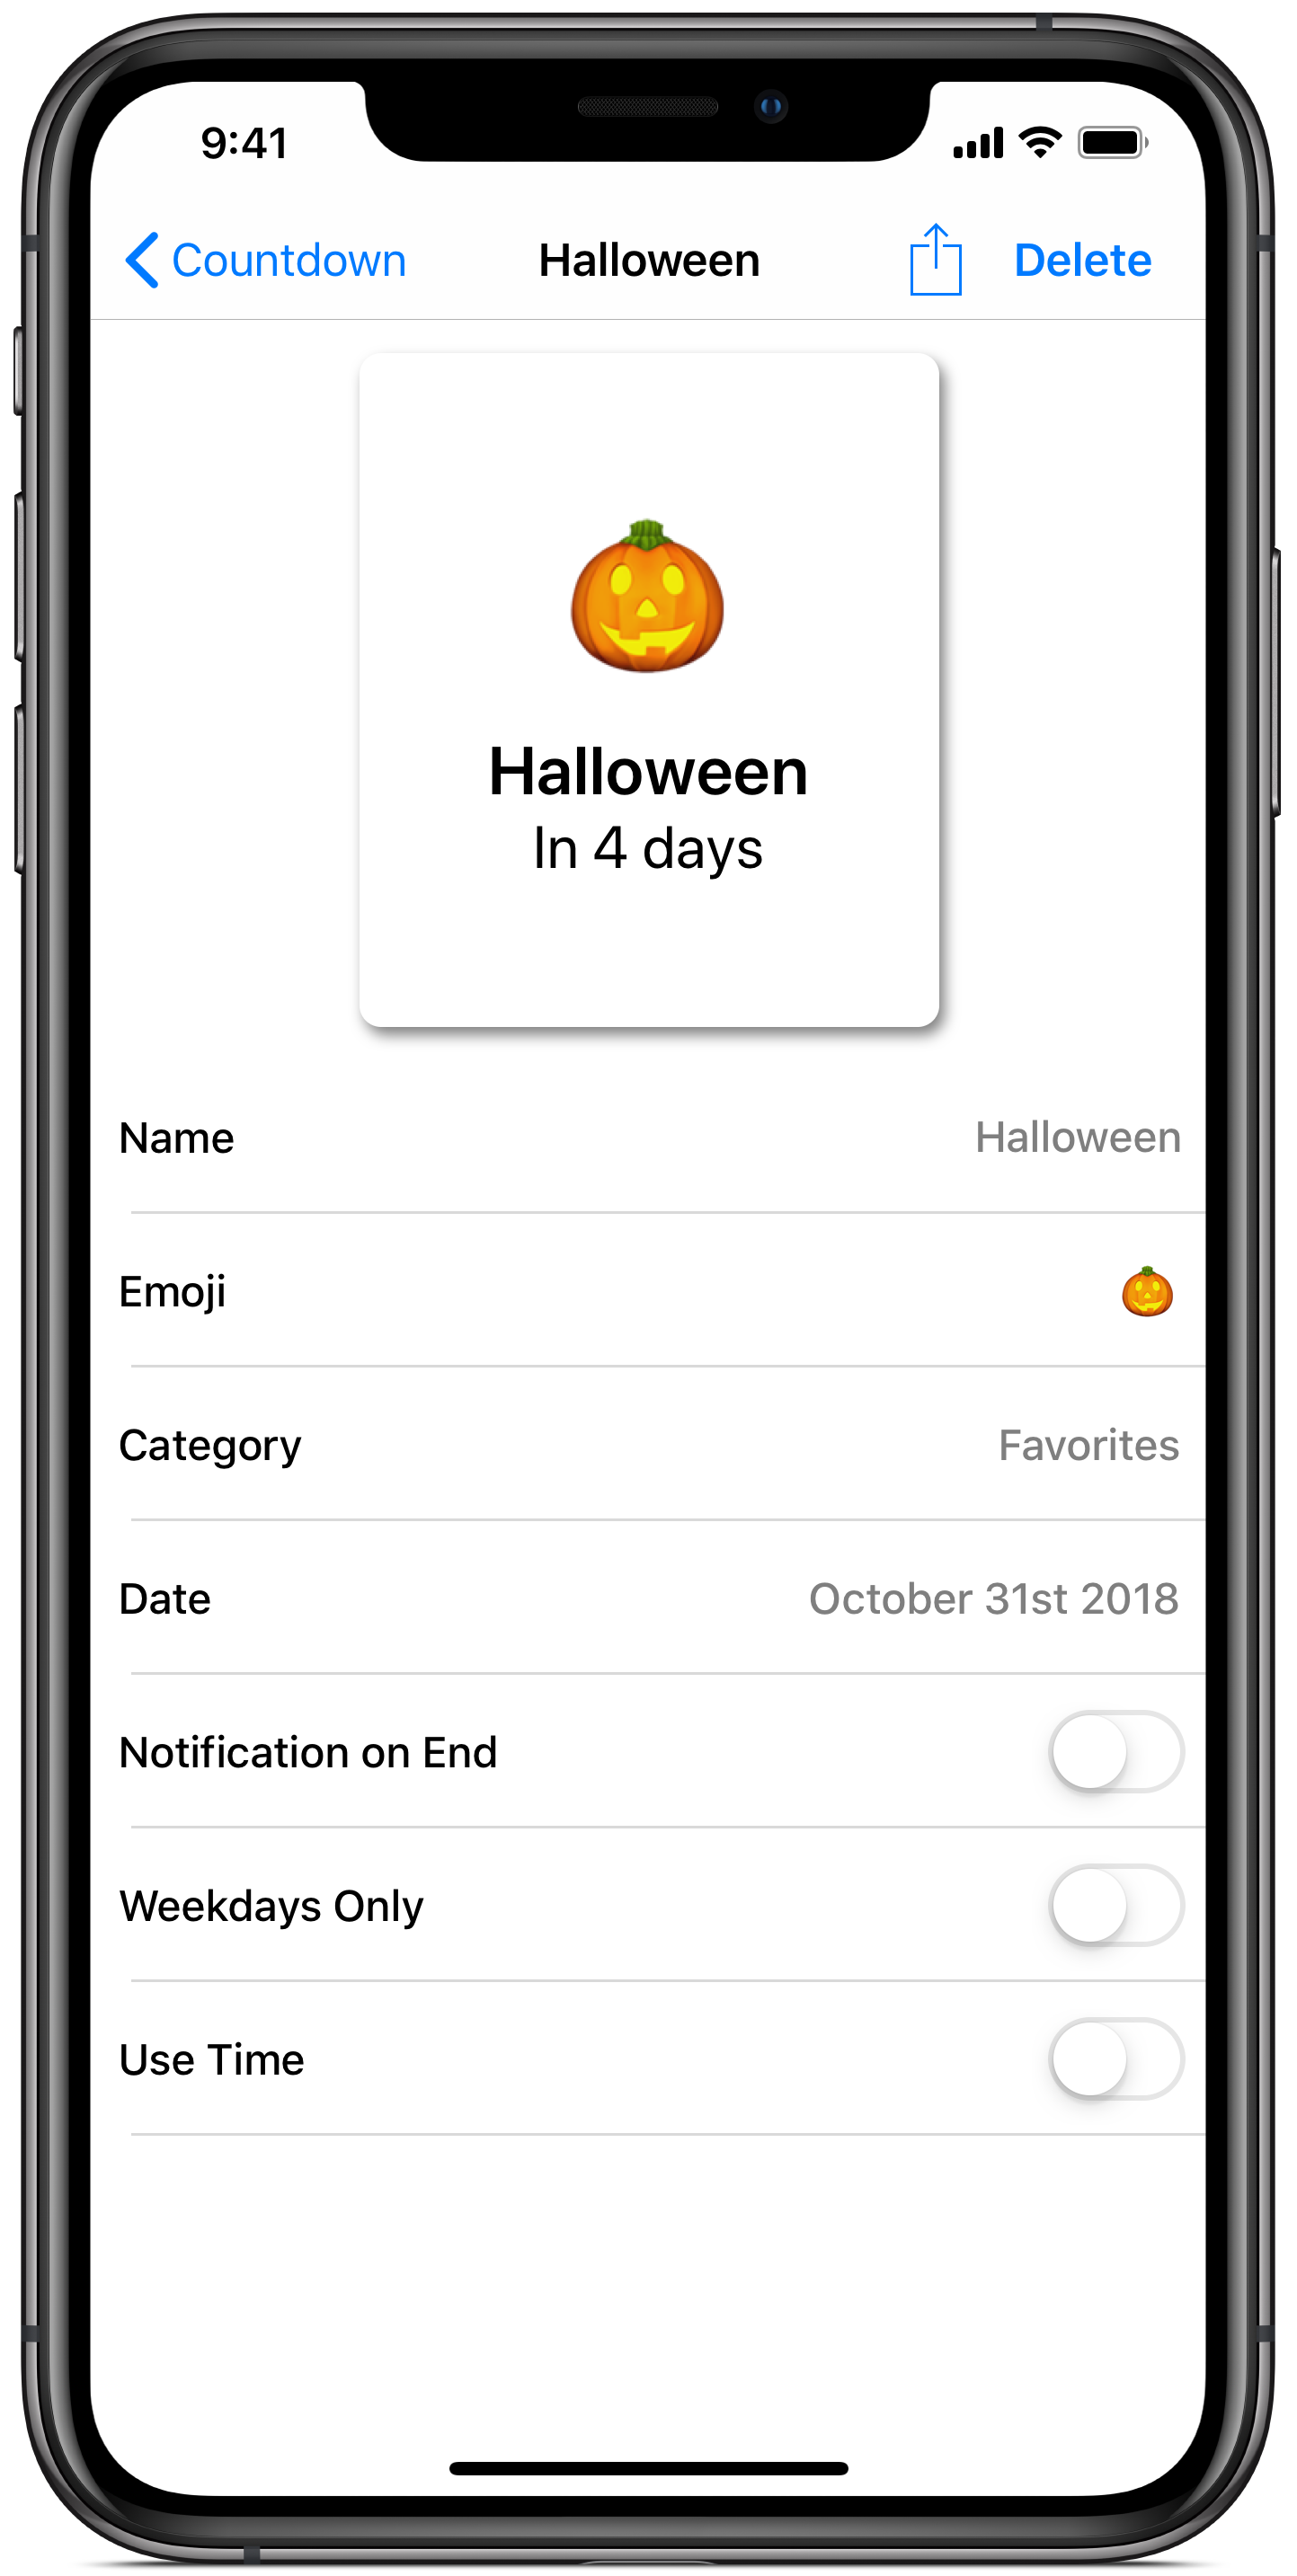 9:41
Countdown Halloween Delete
Halloween
In 4 days
Name Halloween
Emoji 🎃
Category Favorites
Date October 31st 2018
Notification on End
Weekdays Only
Use Time